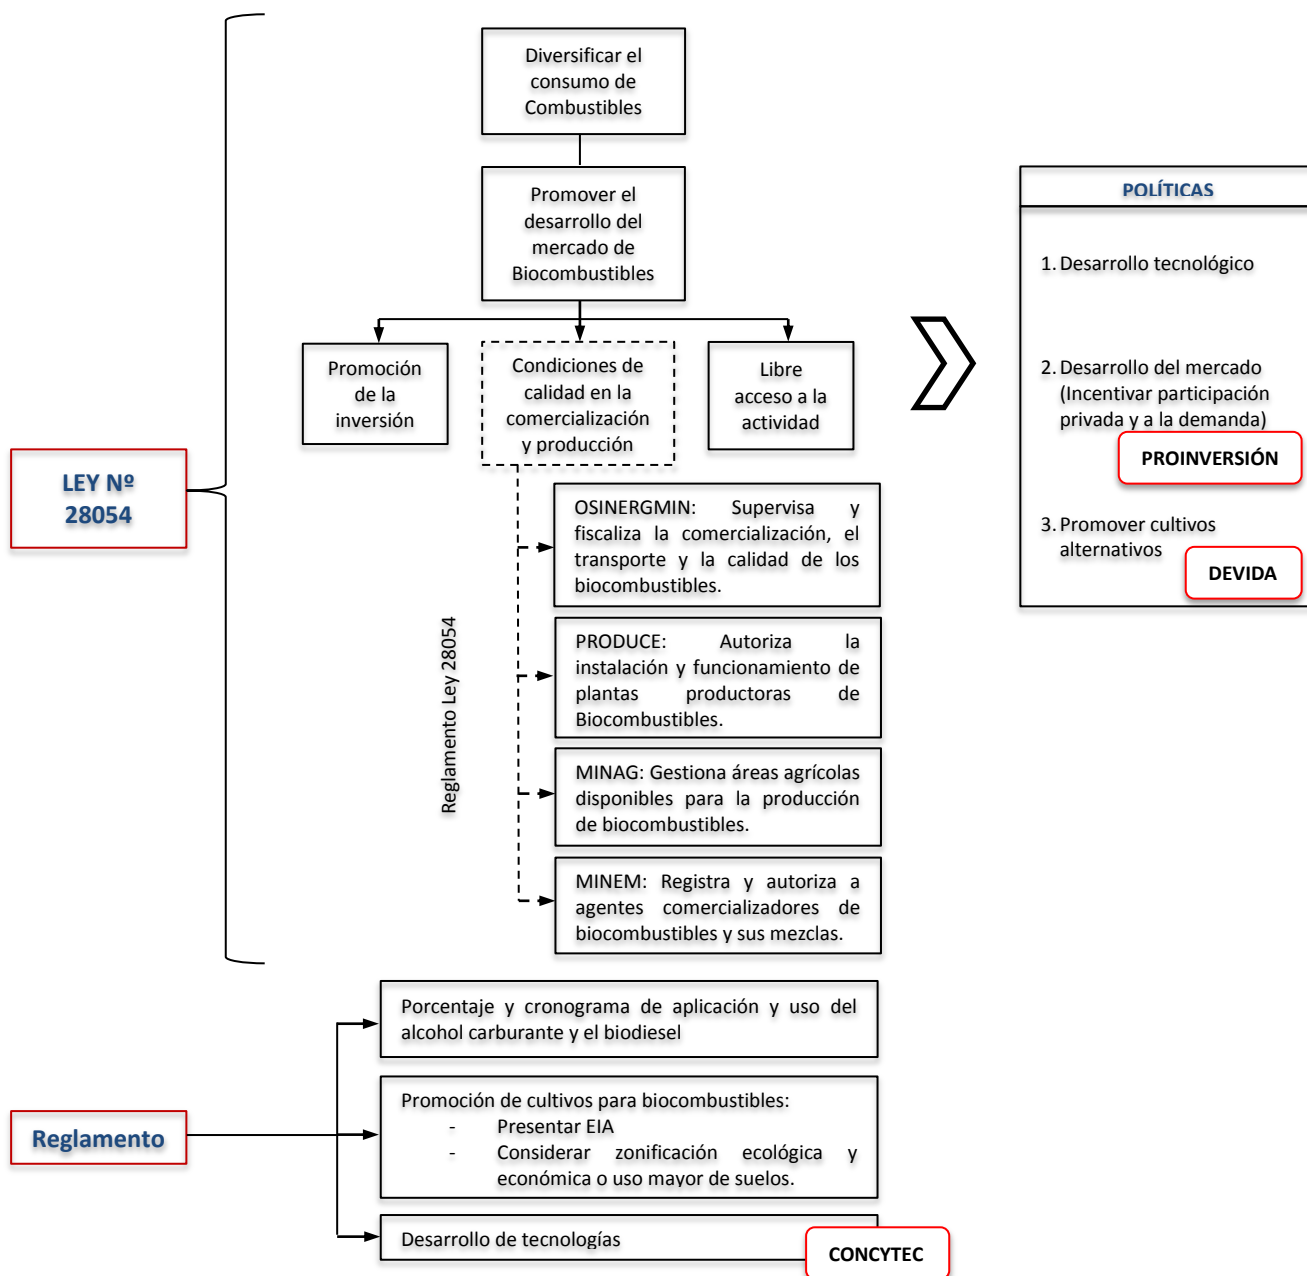 Diversificar el
consumo de
Combustibles
Promover el
desarrollo del
mercado de
Biocombustibles
Promoción
de la
inversión
Condiciones de
calidad en la
comercialización
y producción
Libre
acceso a la
actividad
LEY Nº
28054
Reglamento Ley 28054
OSINERGMIN: Supervisa y
fiscaliza la comercialización, el
transporte y la calidad de los
biocombustibles.
PRODUCE: Autoriza la
instalación y funcionamiento de
plantas productoras de
Biocombustibles.
MINAG: Gestiona áreas agrícolas
disponibles para la producción
de biocombustibles.
MINEM: Registra y autoriza a
agentes comercializadores de
biocombustibles y sus mezclas.
POLÍTICAS
1. Desarrollo tecnológico
2. Desarrollo del mercado
(Incentivar participación
privada y a la demanda)
PROINVERSIÓN
3. Promover cultivos
alternativos
DEVIDA
Reglamento
Porcentaje y cronograma de aplicación y uso del
alcohol carburante y el biodiesel
Promoción de cultivos para biocombustibles:
- Presentar EIA
- Considerar zonificación ecológica y
económica o uso mayor de suelos.
Desarrollo de tecnologías
CONCYTEC